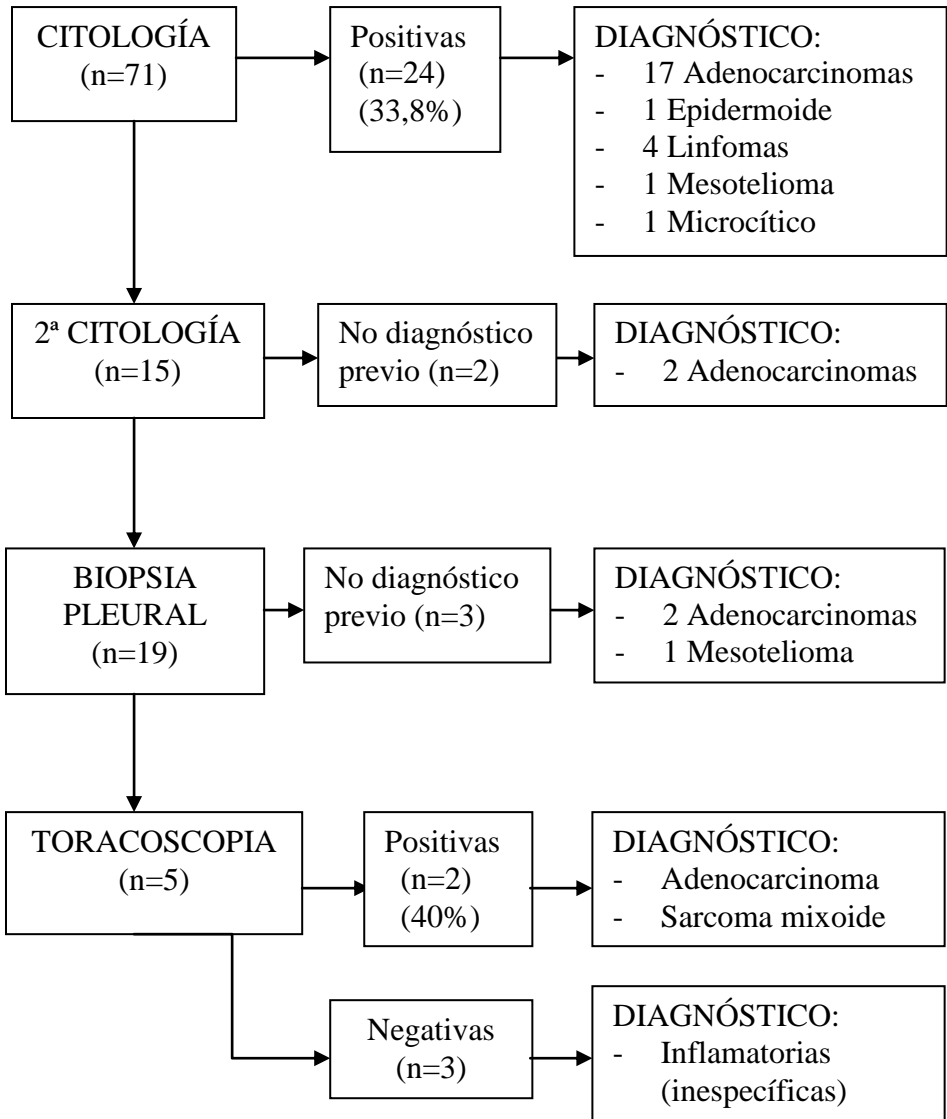 CITOLOGÍA
(n=71)
Positivas
(n=24)
(33,8%)
DIAGNÓSTICO:
- 17 Adenocarcinomas
- 1 Epidermoide
- 4 Linfomas
- 1 Mesotelioma
- 1 Microcítico
2ª CITOLOGÍA
(n=15)
No diagnóstico
previo (n=2)
DIAGNÓSTICO:
- 2 Adenocarcinomas
BIOPSIA
PLEURAL
(n=19)
No diagnóstico
previo (n=3)
DIAGNÓSTICO:
- 2 Adenocarcinomas
- 1 Mesotelioma
TORACOSCOPIA
(n=5)
Positivas
(n=2)
(40%)
DIAGNÓSTICO:
- Adenocarcinoma
- Sarcoma mixoide
Negativas
(n=3)
DIAGNÓSTICO:
- Inflamatorias
(inespecíficas)